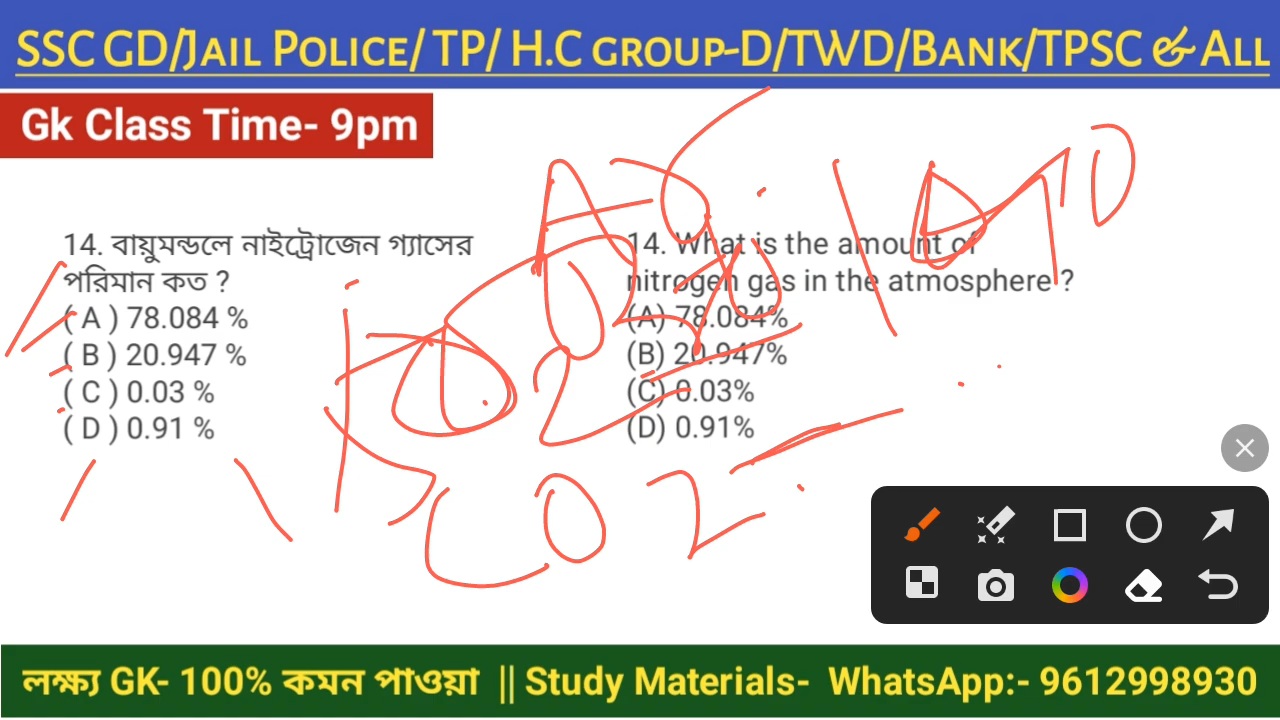 SSC GD/Jail Police/ TP/ H.C group-D/TWD/Bank/TPSC & All
Gk Class Time- 9pm
14. বায়ুমন্ডলে নাইট্রোজেন গ্যাসের
পরিমান কত ?
( A ) 78.084 %
( B ) 20.947 %
( C ) 0.03 %
( D ) 0.91 %
14. What is the amount of
nitrogen gas in the atmosphere ?
(A) 78.084%
(B) 20.947%
(C) 0.03%
(D) 0.91%
CO2
লক্ষ্য GK- 100% কমন পাওয়া || Study Materials- WhatsApp:- 9612998930